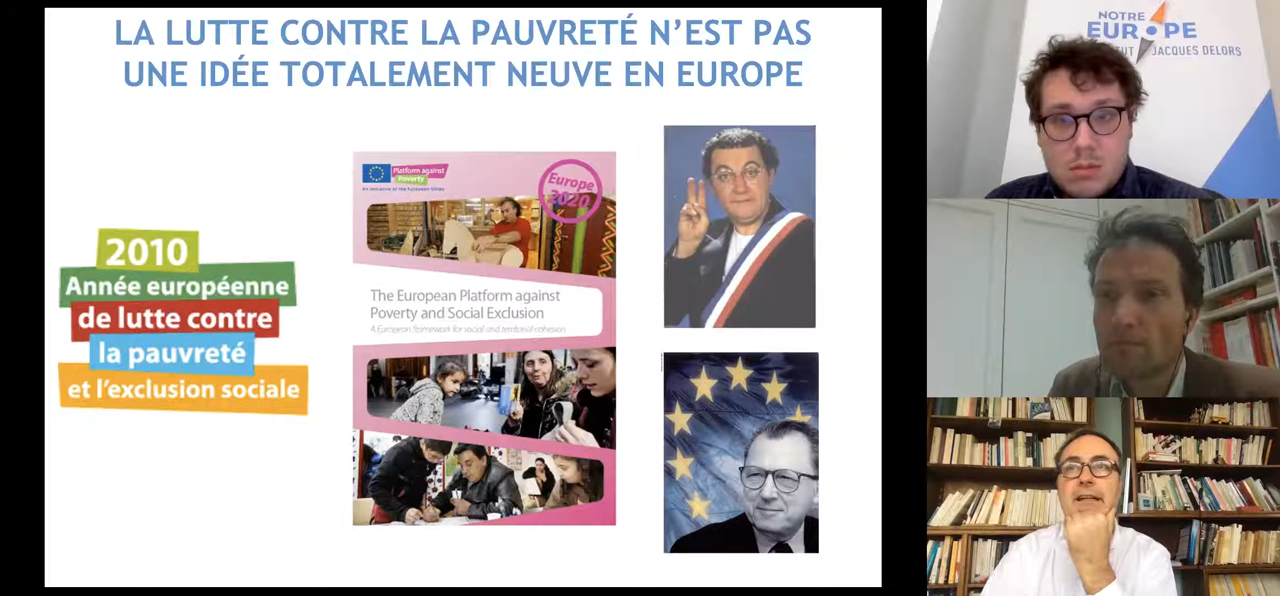 LA LUTTE CONTRE LA PAUVRETÉ N'EST PAS
UNE IDÉE TOTALEMENT NEUVE EN EUROPE
2010
Année européenne
de lutte contre
la pauvreté
et l'exclusion sociale
Platform against
Poverty
Europe
2020
The European Platform against
Poverty and Social Exclusion
A European framework for social and territorial cohesion
NOTRE
EUROPE
JACQUES DELORS